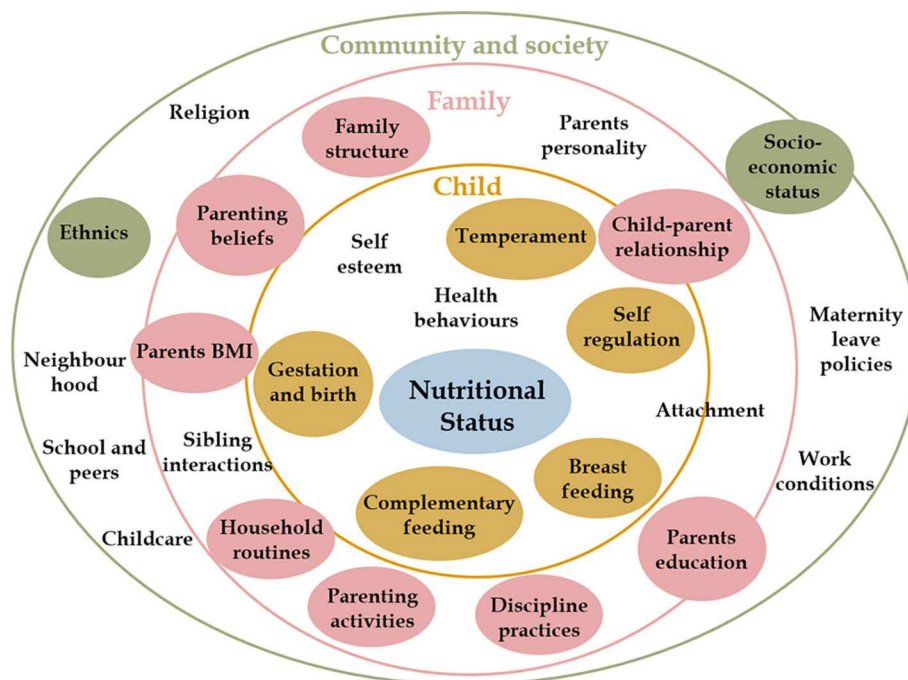 Community and society
Family
Religion
Family
structure
Parents
personality
Socio-
economic
status
Child
Parenting
beliefs
Ethnics
Temperament
Child-parent
relationship
Self
esteem
Health
behaviours
Self
regulation
Maternity
leave
policies
Neighbour
hood
Parents BMI
Gestation
and birth
Nutritional
Status
Attachment
School and
peers
Sibling
interactions
Breast
feeding
Work
conditions
Complementary
feeding
Childcare
Household
routines
Parents
education
Parenting
activities
Discipline
practices